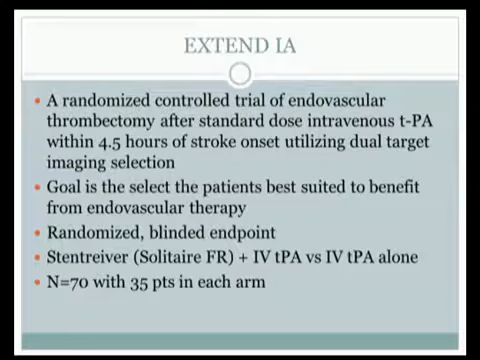 EXTEND IA
• A randomized controlled trial of endovascular
thrombectomy after standard dose intravenous t-PA
within 4.5 hours of stroke onset utilizing dual target
imaging selection
• Goal is the select the patients best suited to benefit
from endovascular therapy
• Randomized, blinded endpoint
• Stentreiver (Solitaire FR) + IV tPA vs IV tPA alone
• N=70 with 35 pts in each arm